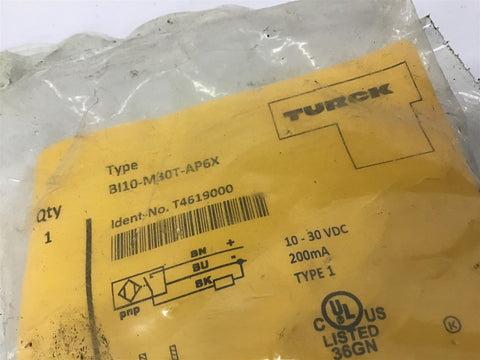 TURCK
Type
BI10-M30T-AP6X
Qty
1
Ident-No. T4619000
BN +
BU -
BK
pnp
10 - 30 VDC
200mA
TYPE 1
C UL US
LISTED
36GN
K